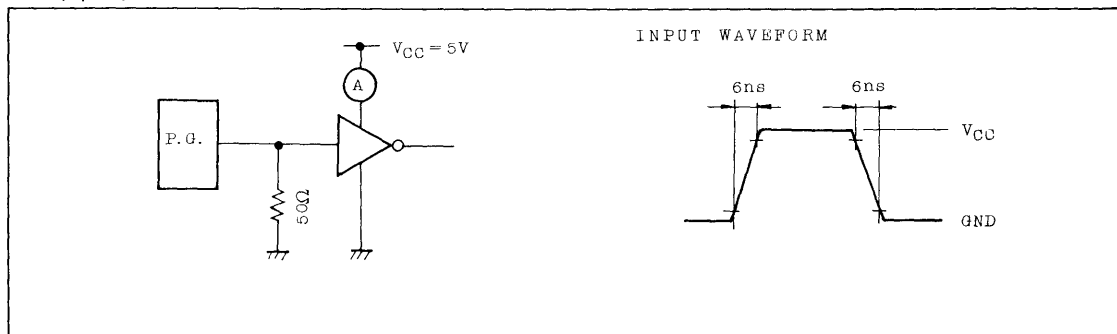 INPUT WAVEFORM
V_CC = 5V
A
P.G.
50Ω
6ns
6ns
V_CC
GND